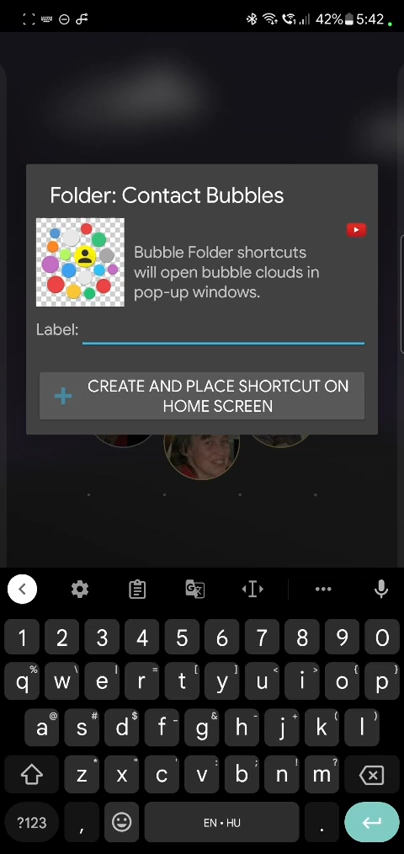 42% 5:42
Folder: Contact Bubbles
Bubble Folder shortcuts
will open bubble clouds in
pop-up windows.
Label:
CREATE AND PLACE SHORTCUT ON
HOME SCREEN
1 2 3 4 5 6 7 8 9 0
q% w\ e| r= t[ y] u< i> o{ p}
a@ s# d$ f_ g& h- j+ k( l)
z* x" c' v: b; n! m?
?123 , EN • HU .